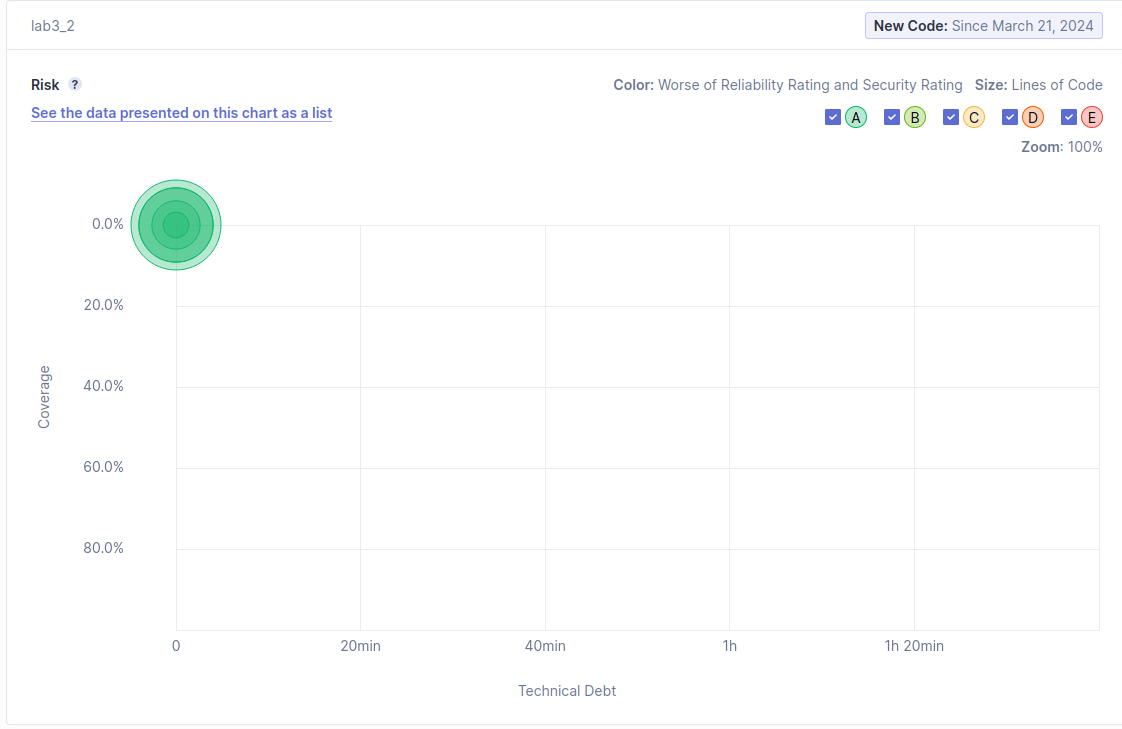 lab3_2
New Code: Since March 21, 2024
Risk ?
Color: Worse of Reliability Rating and Security Rating Size: Lines of Code
See the data presented on this chart as a list
A B C D E
Zoom: 100%
0.0%
20.0%
40.0%
60.0%
80.0%
Coverage
0 20min 40min 1h 1h 20min
Technical Debt